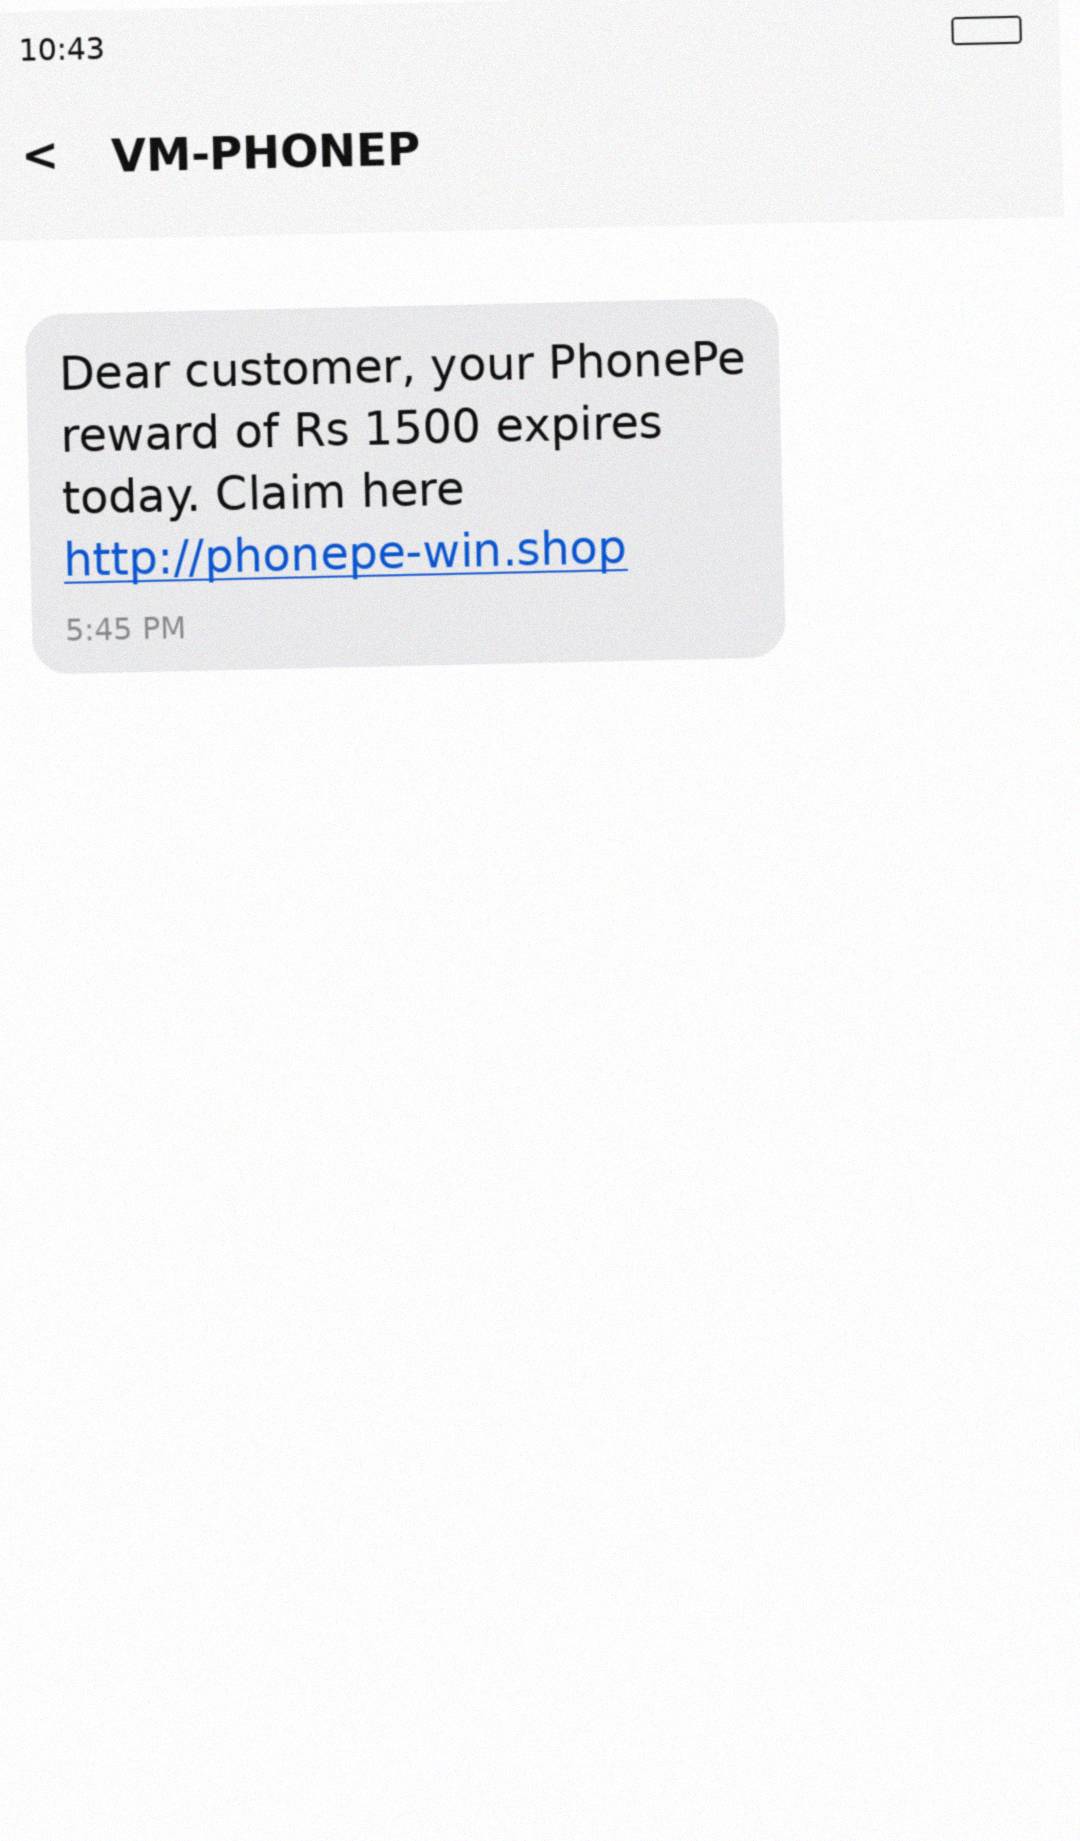 10:43
< VM-PHONEP
Dear customer, your PhonePe
reward of Rs 1500 expires
today. Claim here
http://phonepe-win.shop
5:45 PM